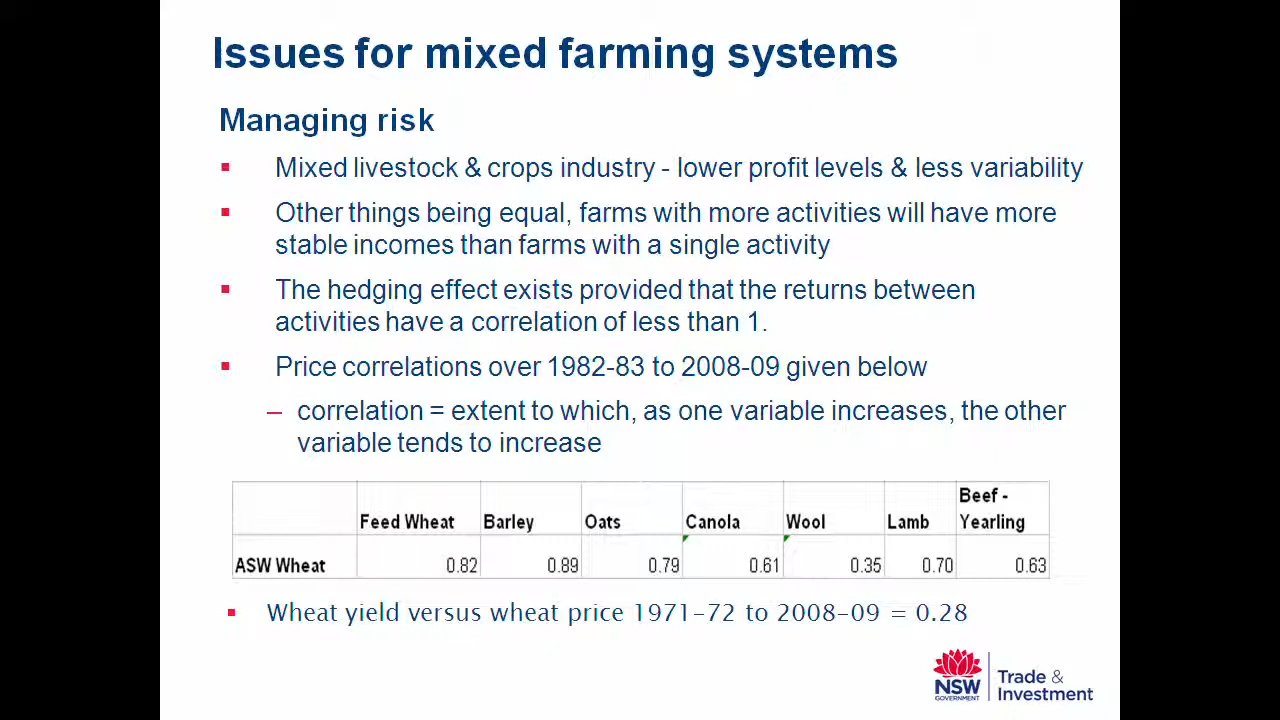 Issues for mixed farming systems
Managing risk
▪ Mixed livestock & crops industry - lower profit levels & less variability
▪ Other things being equal, farms with more activities will have more
stable incomes than farms with a single activity
▪ The hedging effect exists provided that the returns between
activities have a correlation of less than 1.
▪ Price correlations over 1982-83 to 2008-09 given below
– correlation = extent to which, as one variable increases, the other
variable tends to increase
Beef -
Feed Wheat Barley Oats Canola Wool Lamb Yearling
ASW Wheat 0.82 0.89 0.79 0.61 0.35 0.70 0.63
▪ Wheat yield versus wheat price 1971-72 to 2008-09 = 0.28
NSW
GOVERNMENT
Trade &
Investment